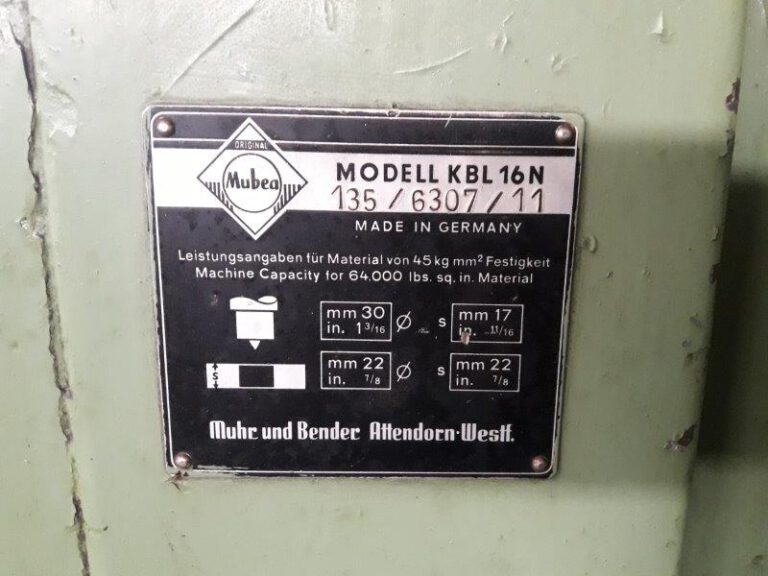 ORIGINAL
Mubea
MODELL KBL 16 N
135/6307/11
MADE IN GERMANY
Leistungsangaben für Material von 45 kg mm² Festigkeit
Machine Capacity for 64.000 lbs. sq. in. Material
mm 30 Ø s mm 17
in. 1 3/16 in. 11/16
S mm 22 Ø s mm 22
in. 7/8 in. 7/8
Muhr und Bender Attendorn-Westf.